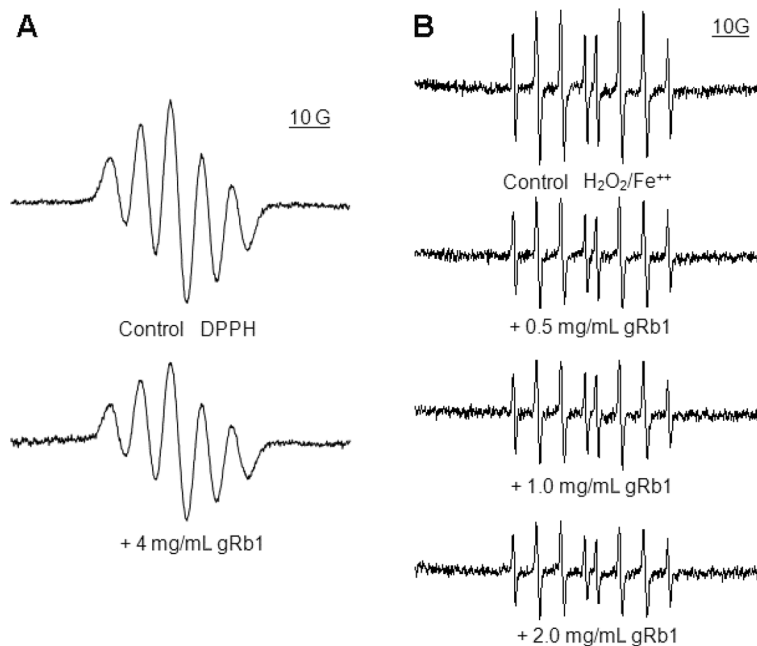 A
10 G
Control DPPH
+ 4 mg/mL gRb1
B
10G
Control H₂O₂/Fe⁺⁺
+ 0.5 mg/mL gRb1
+ 1.0 mg/mL gRb1
+ 2.0 mg/mL gRb1